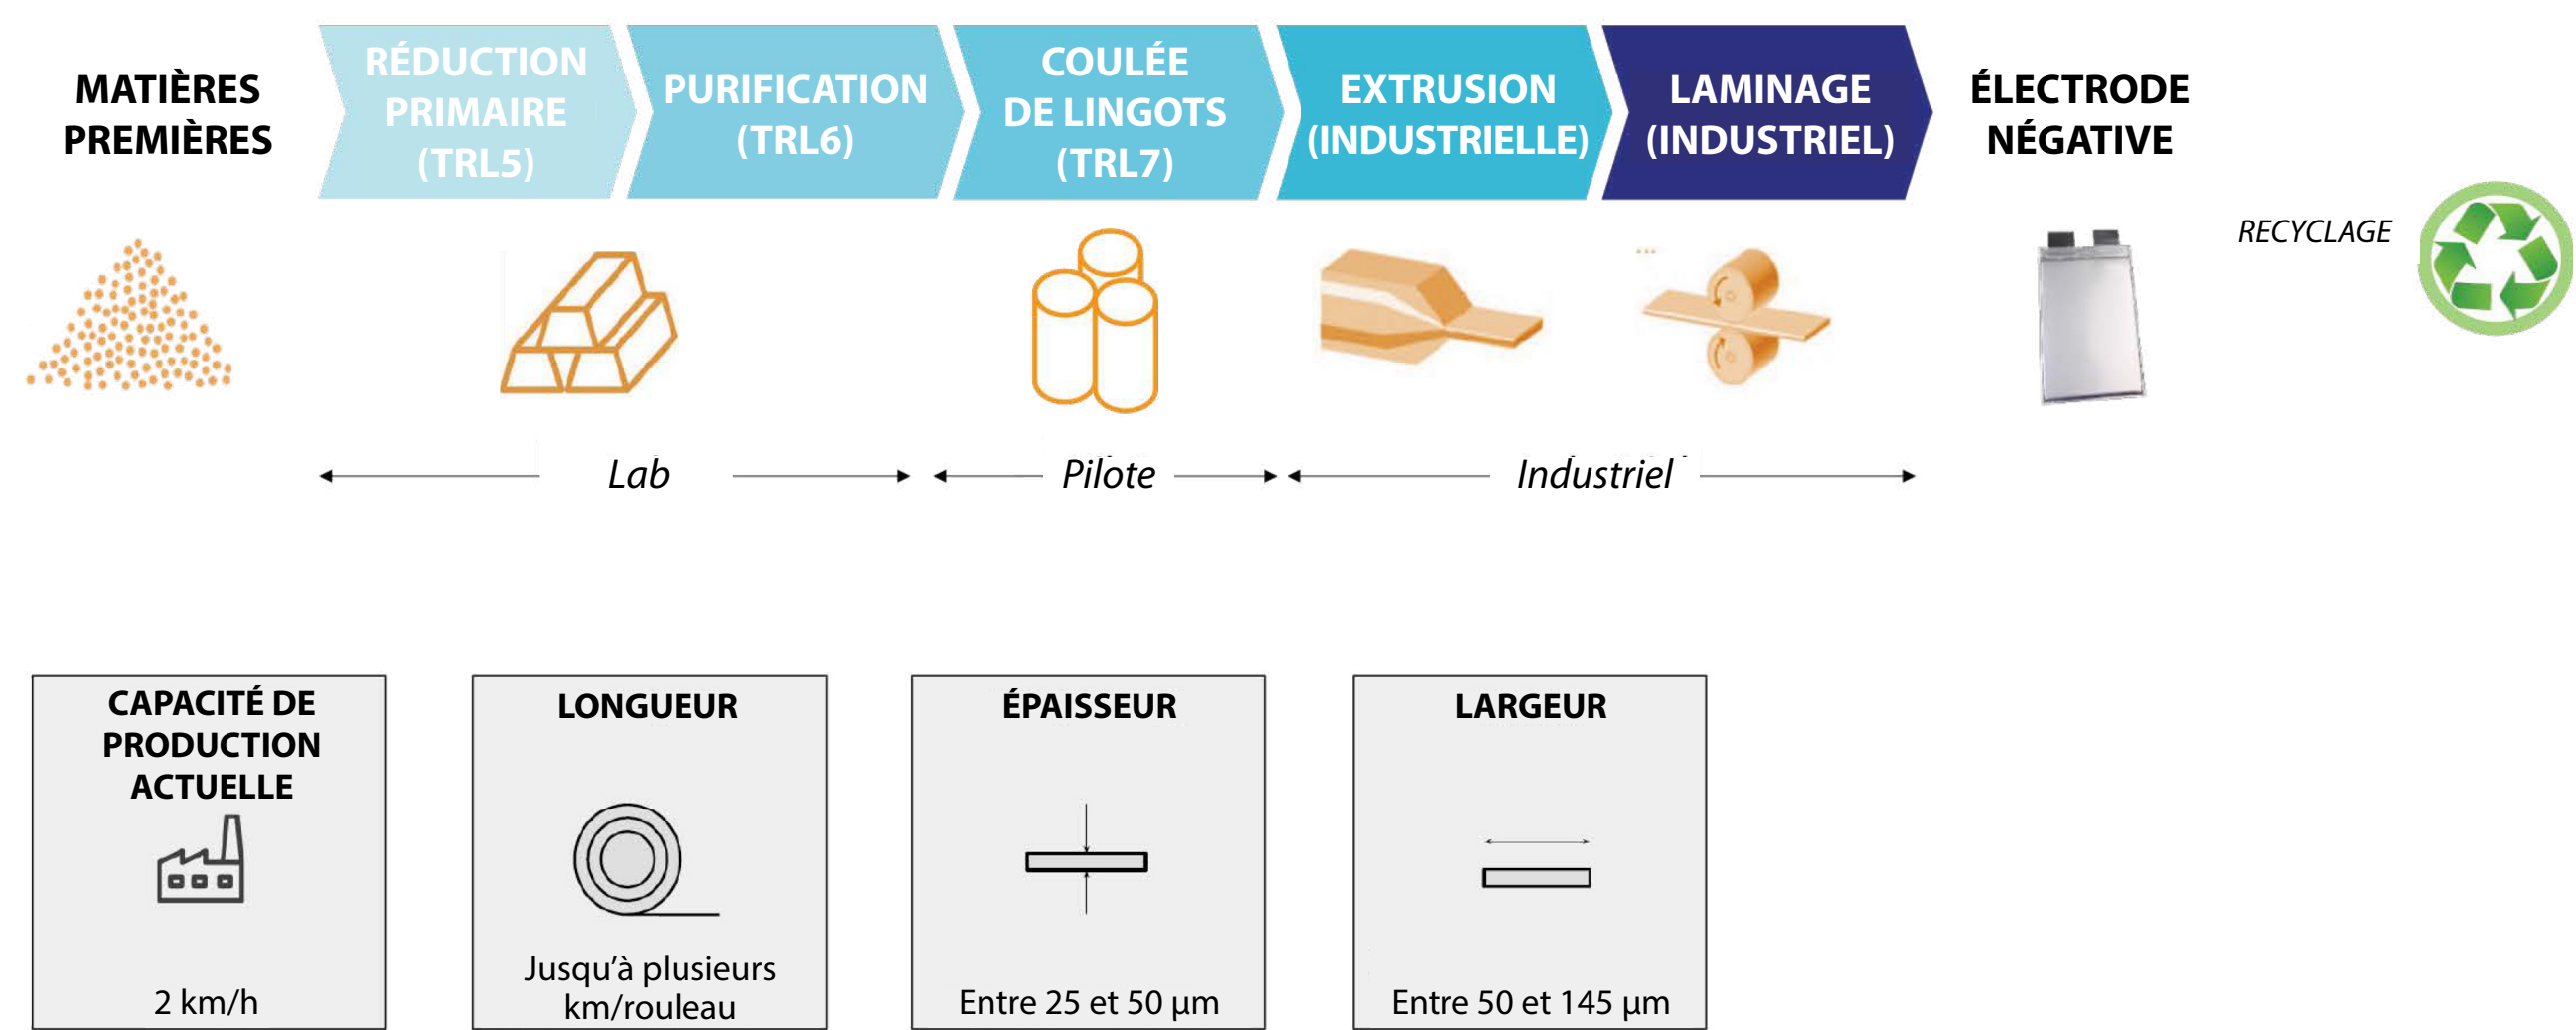 MATIÈRES
PREMIÈRES
RÉDUCTION
PRIMAIRE
(TRL5)
PURIFICATION
(TRL6)
COULÉE
DE LINGOTS
(TRL7)
EXTRUSION
(INDUSTRIELLE)
LAMINAGE
(INDUSTRIEL)
ÉLECTRODE
NÉGATIVE
RECYCLAGE
...
Lab
Pilote
Industriel
CAPACITÉ DE
PRODUCTION
ACTUELLE
2 km/h
LONGUEUR
Jusqu’à plusieurs
km/rouleau
ÉPAISSEUR
Entre 25 et 50 µm
LARGEUR
Entre 50 et 145 µm